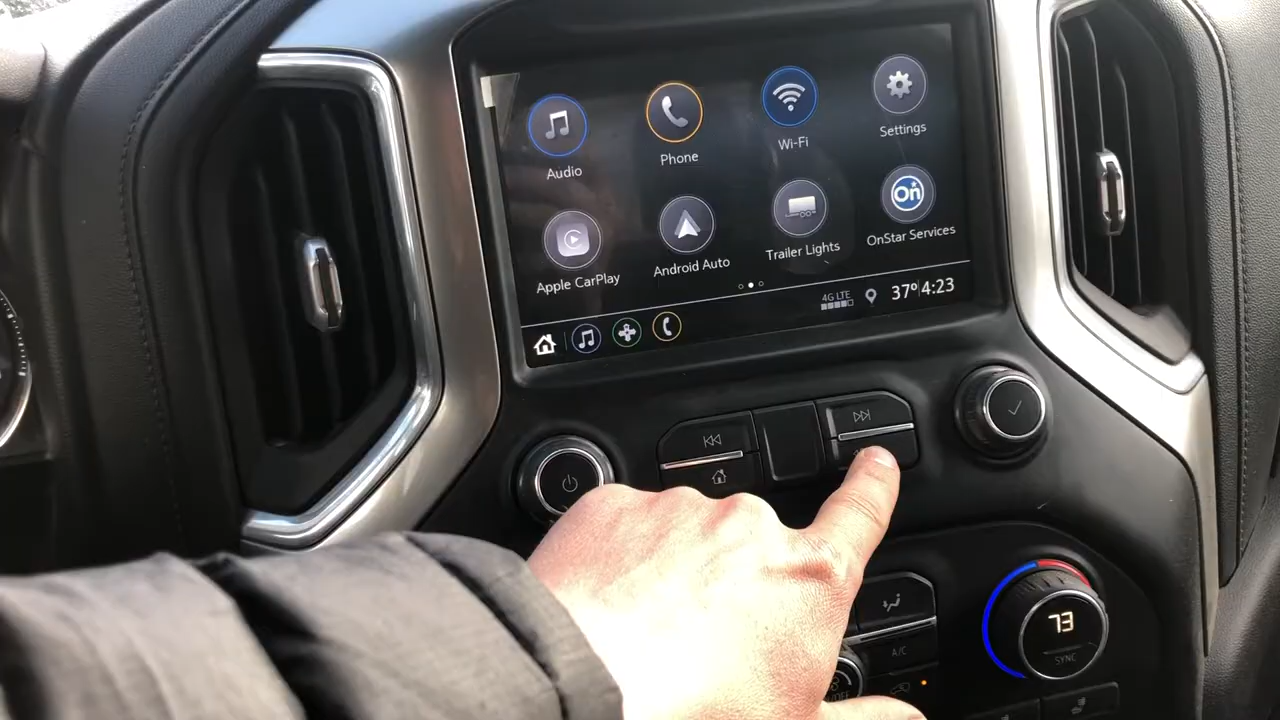 Audio
Phone
Wi-Fi
Settings
Apple CarPlay
Android Auto
Trailer Lights
On
OnStar Services
4G LTE
37° 4:23
A/C
73
SYNC